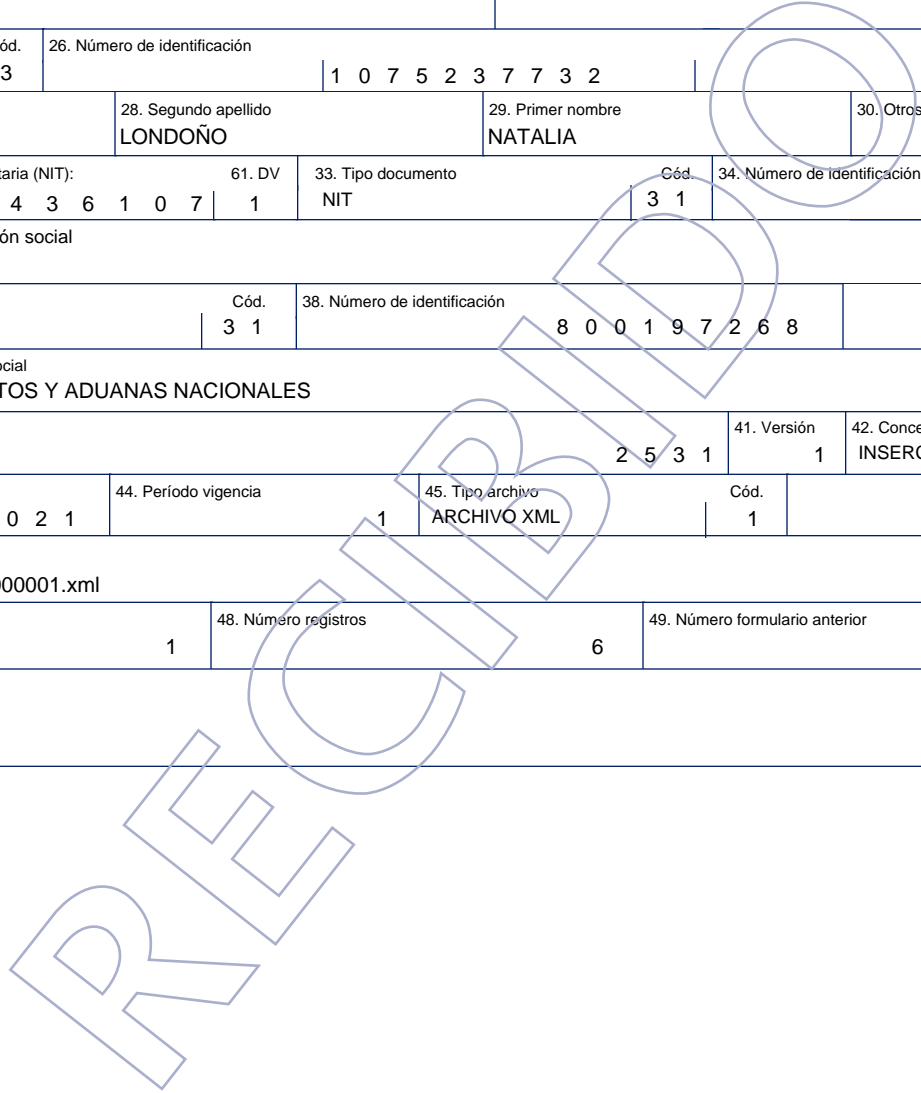 ód. 26. Número de identificación
3 1 0 7 5 2 3 7 7 3 2
28. Segundo apellido 29. Primer nombre 30. Otros
LONDOÑO NATALIA
taria (NIT): 61. DV 33. Tipo documento Cód. 34. Número de identificación
4 3 6 1 0 7 1 NIT 3 1
ón social
Cód. 38. Número de identificación
3 1 8 0 0 1 9 7 2 6 8
ocial
TOS Y ADUANAS NACIONALES
41. Versión 42. Conce
2 5 3 1 1 INSERC
44. Período vigencia 45. Tipo archivo Cód.
0 2 1 1 ARCHIVO XML 1
000001.xml
48. Número registros 49. Número formulario anterior
1 6
RECIBIDO